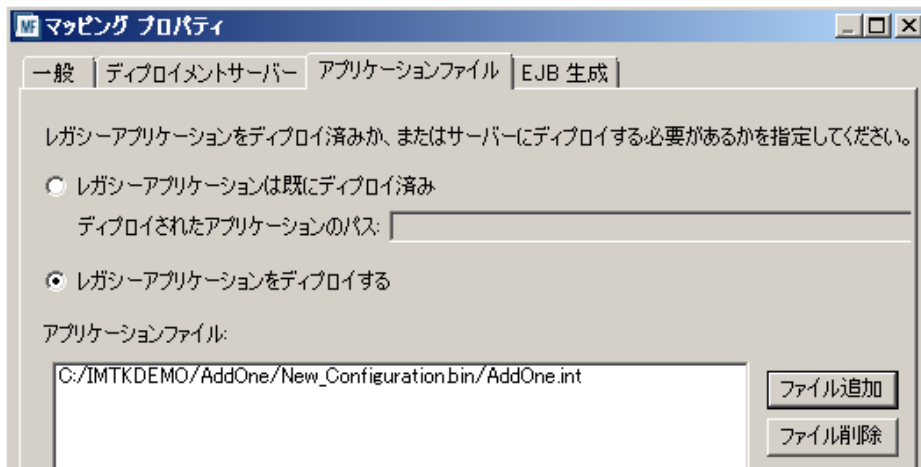 MF マッピング プロパティ
一般 ディプロイメントサーバー アプリケーションファイル EJB 生成
レガシーアプリケーションをディプロイ済みか、またはサーバーにディプロイする必要があるかを指定してください。
レガシーアプリケーションは既にディプロイ済み
ディプロイされたアプリケーションのパス:
レガシーアプリケーションをディプロイする
アプリケーションファイル:
C:/IMTKDEMO/AddOne/New_Configuration.bin/AddOne.int
ファイル追加
ファイル削除